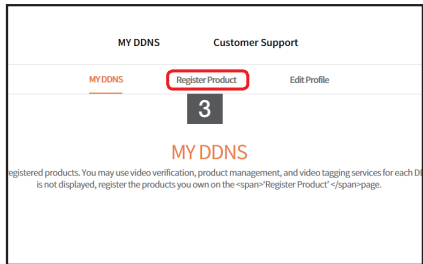 MY DDNS Customer Support
MY DDNS Register Product Edit Profile
3
MY DDNS
egistered products. You may use video verification, product management, and video tagging services for each
is not displayed, register the products you own on the <span>'Register Product' </span>page.